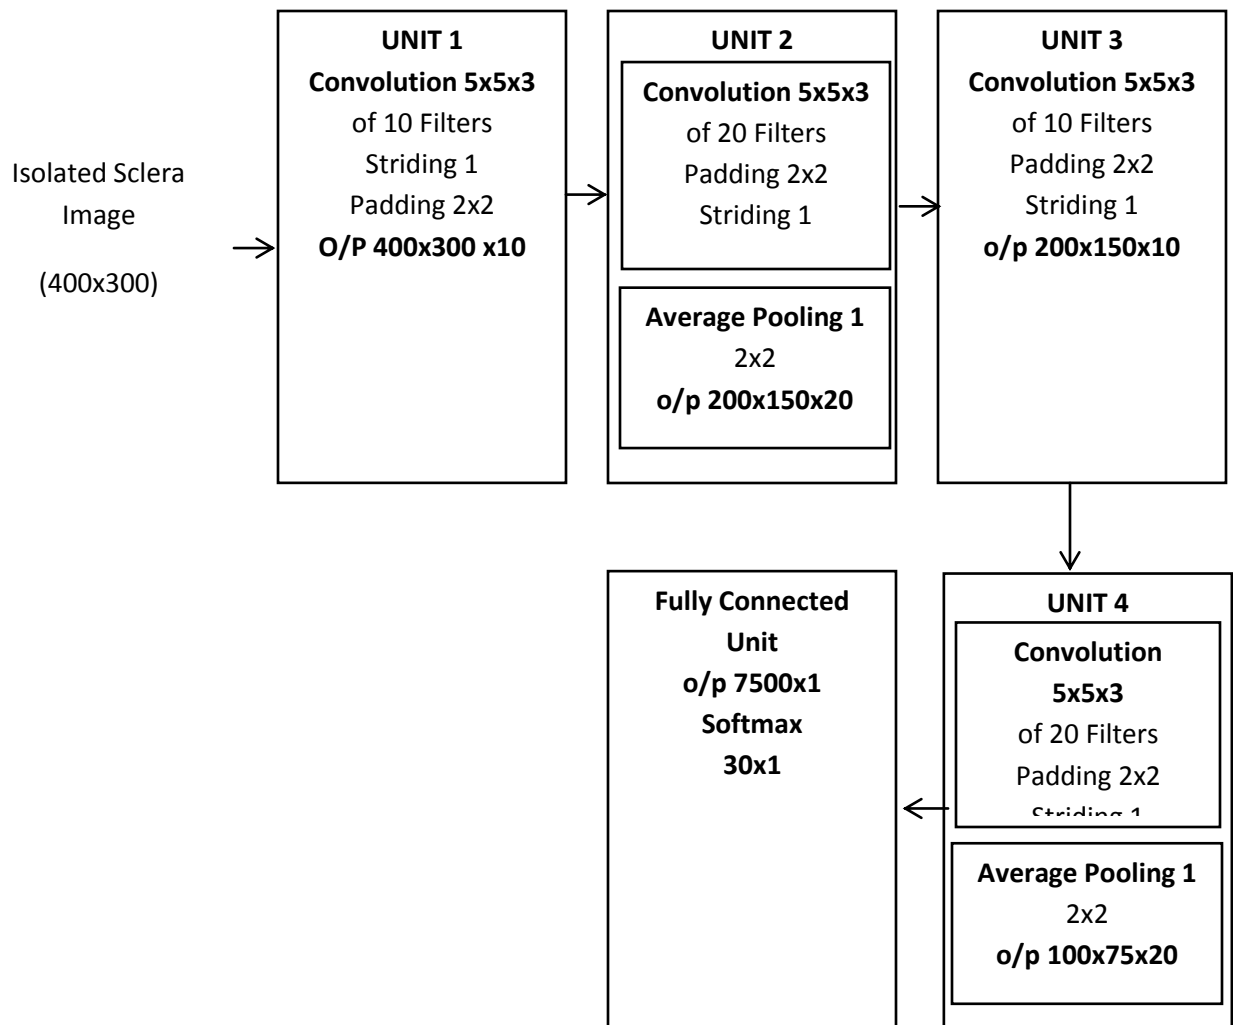 Isolated Sclera
Image
(400x300)
UNIT 1
Convolution 5x5x3
of 10 Filters
Striding 1
Padding 2x2
O/P 400x300 x10
UNIT 2
Convolution 5x5x3
of 20 Filters
Padding 2x2
Striding 1
Average Pooling 1
2x2
o/p 200x150x20
UNIT 3
Convolution 5x5x3
of 10 Filters
Padding 2x2
Striding 1
o/p 200x150x10
UNIT 4
Convolution
5x5x3
of 20 Filters
Padding 2x2
Striding 1
Average Pooling 1
2x2
o/p 100x75x20
Fully Connected
Unit
o/p 7500x1
Softmax
30x1